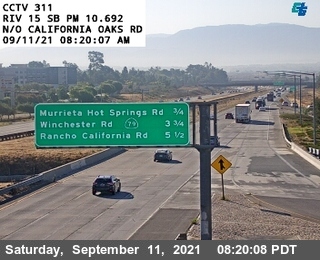 CCTV 311
RIV 15 SB PM 10.692
N/O CALIFORNIA OAKS RD
09/11/21 08:20:07 AM
Murrieta Hot Springs Rd 3/4
Winchester Rd 79 3 3/4
Rancho California Rd 5 1/2
Saturday, September 11, 2021 08:20:08 PDT